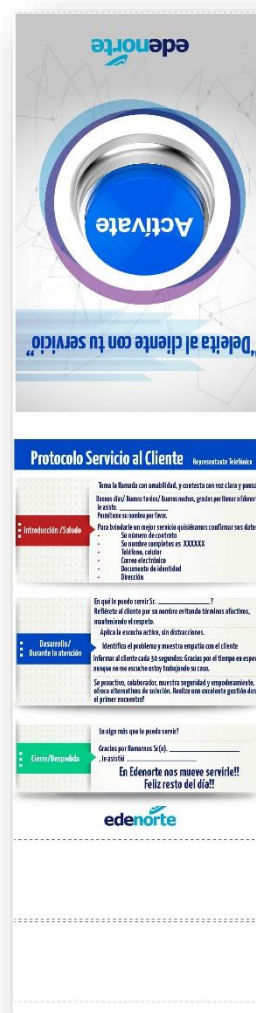 edenorte
Actívate
"Deleita al cliente con tu servicio"
Protocolo Servicio al Cliente Representante Telefónico
Toma la llamada con amabilidad, y contesta con voz clara y pausa
Buenos días/ Buenas tardes/ Buenas noches, gracias por llamar a Edenor
le asiste.
Permítame su nombre por favor.
Introducción /Saludo
Para brindarle un mejor servicio quisiéramos confirmar sus datos
• Su número de contrato
• Su nombre completo es XXXXXX
• Teléfono, celular
• Correo electrónico
• Documento de identidad
• Dirección
En qué le puedo servir Sr. ________?
Refiérete al cliente por su nombre evitando términos afectivos,
manteniendo el respeto.
Aplica la escucha activa, sin distracciones.
Desarrollo/
Durante la atención
Identifica el problema y muestra empatía con el cliente
Informar al cliente cada 30 segundos: Gracias por el tiempo en esper
aunque no me escuche estoy trabajando su caso.
Se proactivo, colaborador, muestra seguridad y empoderamiento,
ofrece alternativas de solución. Realiza una excelente gestión des
el primer encuentro!
En algo más que le pueda servir?
Cierre/Despedida
Gracias por llamarnos Sr(a). ________
, le asistió ________
En Edenorte nos mueve servirle!!
Feliz resto del día!!
edenorte